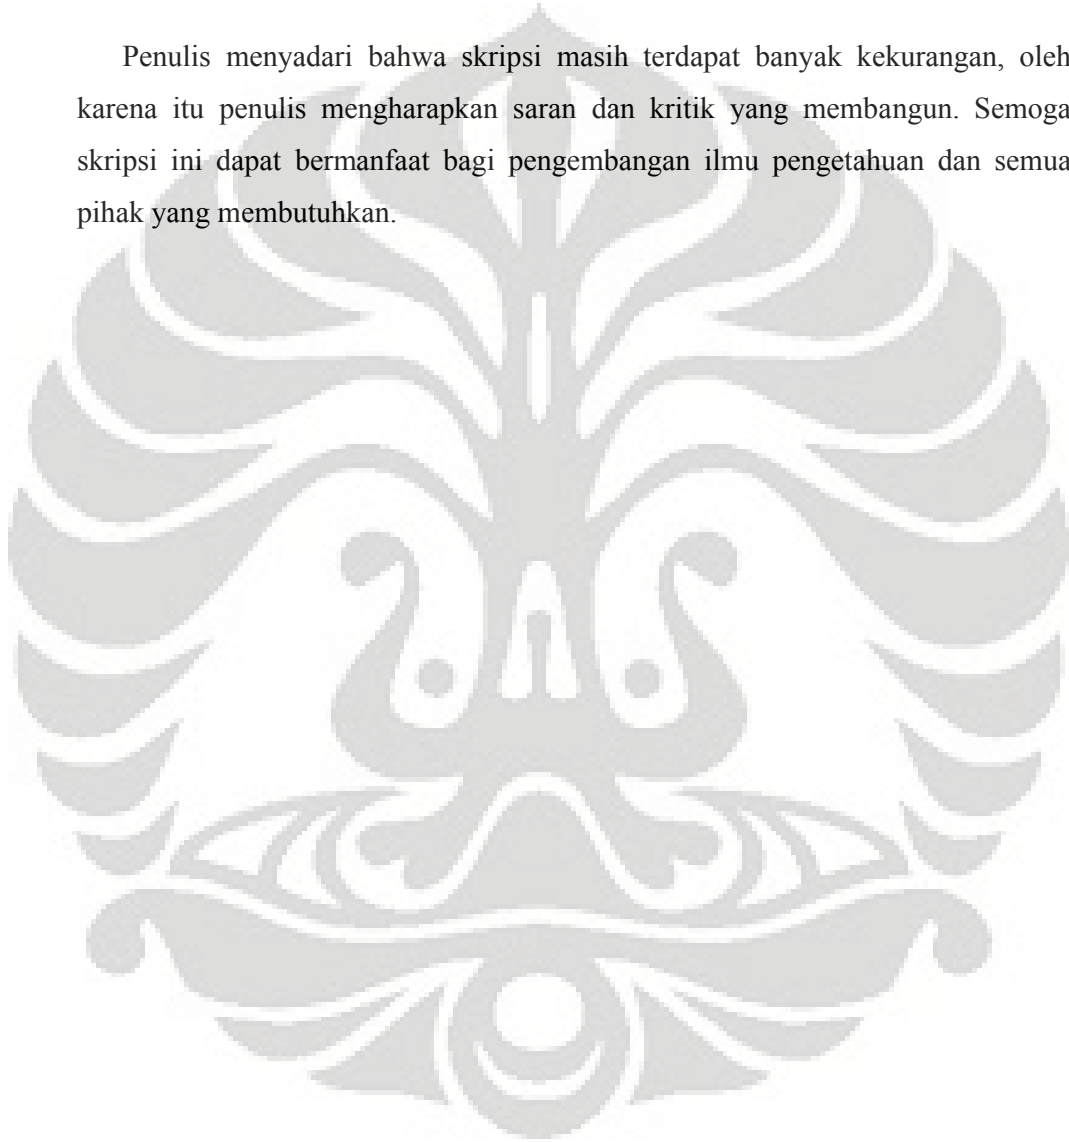 Penulis menyadari bahwa skripsi masih terdapat banyak kekurangan, oleh
karena itu penulis mengharapkan saran dan kritik yang membangun. Semoga
skripsi ini dapat bermanfaat bagi pengembangan ilmu pengetahuan dan semua
pihak yang membutuhkan.